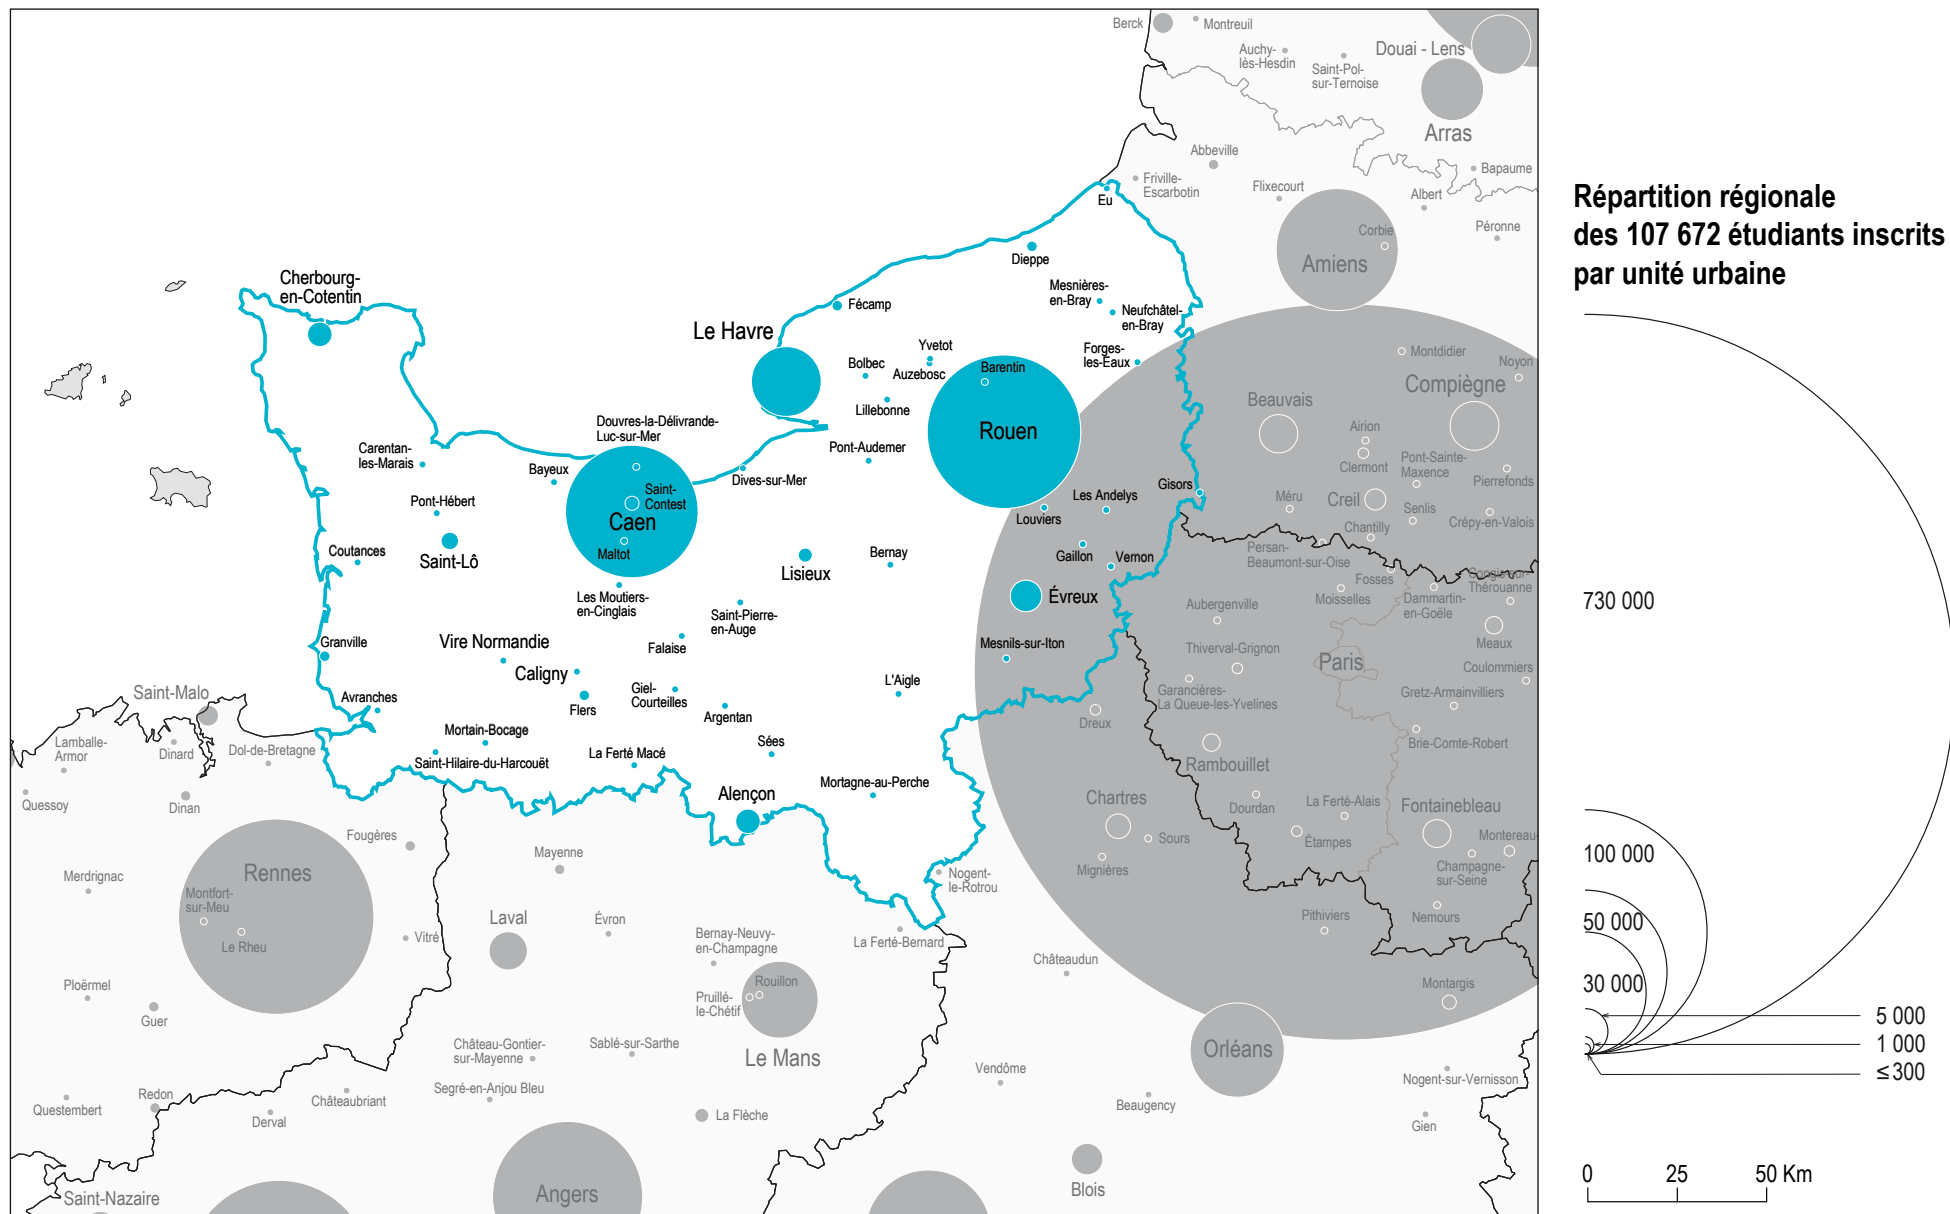 Berck
Montreuil
Auchy-
lès-Hesdin
Saint-Pol-
sur-Ternoise
Douai - Lens
Arras
Bapaume
Abbeville
Friville-
Escarbotin
Flixecourt
Albert
Péronne
Corbie
Amiens
Eu
Dieppe
Mesnières-
en-Bray
Neufchâtel-
en-Bray
Forges-
les-Eaux
Cherbourg-
en-Cotentin
Fécamp
Le Havre
Yvetot
Auzebosc
Bolbec
Lillebonne
Barentin
Rouen
Montdidier
Noyon
Compiègne
Beauvais
Airion
Clermont
Pont-Sainte-
Maxence
Pierrefonds
Creil
Méru
Senlis
Crépy-en-Valois
Chantilly
Douvres-la-Délivrande-
Luc-sur-Mer
Carentan-
les-Marais
Bayeux
Pont-Audemer
Dives-sur-Mer
Saint-
Contest
Caen
Maltot
Pont-Hébert
Saint-Lô
Coutances
Les Andelys
Gisors
Louviers
Gaillon
Vernon
Bernay
Lisieux
Évreux
Les Moutiers-
en-Cinglais
Saint-Pierre-
en-Auge
Falaise
Mesnils-sur-Iton
Persan-
Beaumont-sur-Oise
Fosses
Moisselles
Dammartin-
en-Goële
Congis-sur-
Thérouanne
Meaux
Aubergenville
Thiverval-Grignon
Paris
Coulommiers
Garancières-
La Queue-les-Yvelines
Gretz-Armainvilliers
Dreux
Brie-Comte-Robert
Rambouillet
Granville
Vire Normandie
Caligny
Flers
Giel-
Courteilles
Argentan
L'Aigle
Avranches
Mortain-Bocage
Saint-Hilaire-du-Harcouët
La Ferté Macé
Sées
Mortagne-au-Perche
Alençon
Saint-Malo
Lamballe-
Armor
Dinard
Dol-de-Bretagne
Quessoy
Dinan
Chartres
Dourdan
La Ferté-Alais
Fontainebleau
Sours
Étampes
Montereau-
Champagne-
sur-Seine
Mignières
Nemours
Pithiviers
Fougères
Mayenne
Nogent-
le-Rotrou
Merdrignac
Rennes
Montfort-
sur-Meu
Le Rheu
Vitré
Laval
Évron
Bernay-Neuvy-
en-Champagne
La Ferté-Bernard
Châteaudun
Montargis
Ploërmel
Guer
Rouillon
Pruillé-
le-Chétif
Le Mans
Orléans
Château-Gontier-
sur-Mayenne
Sablé-sur-Sarthe
Vendôme
Nogent-sur-Vernisson
Segré-en-Anjou Bleu
Redon
Questembert
Châteaubriant
Derval
La Flèche
Beaugency
Gien
Saint-Nazaire
Angers
Blois
Répartition régionale
des 107 672 étudiants inscrits
par unité urbaine
730 000
100 000
50 000
30 000
5 000
1 000
≤ 300
0 25 50 Km